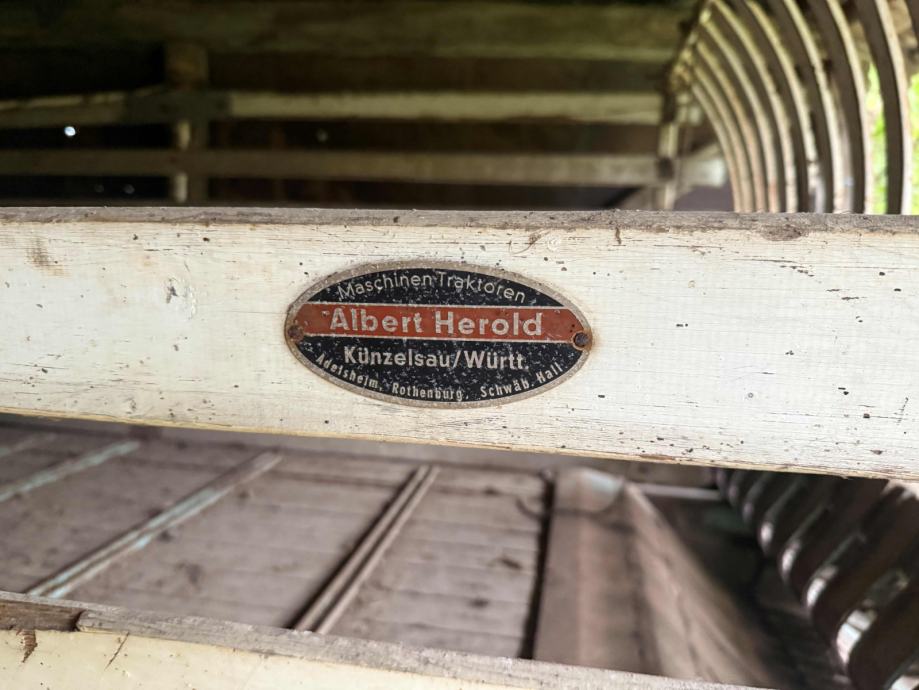 Maschinen Traktoren
Albert Herold
Künzelsau/Württ.
Adelsheim, Rothenburg, Schwäb. Hall